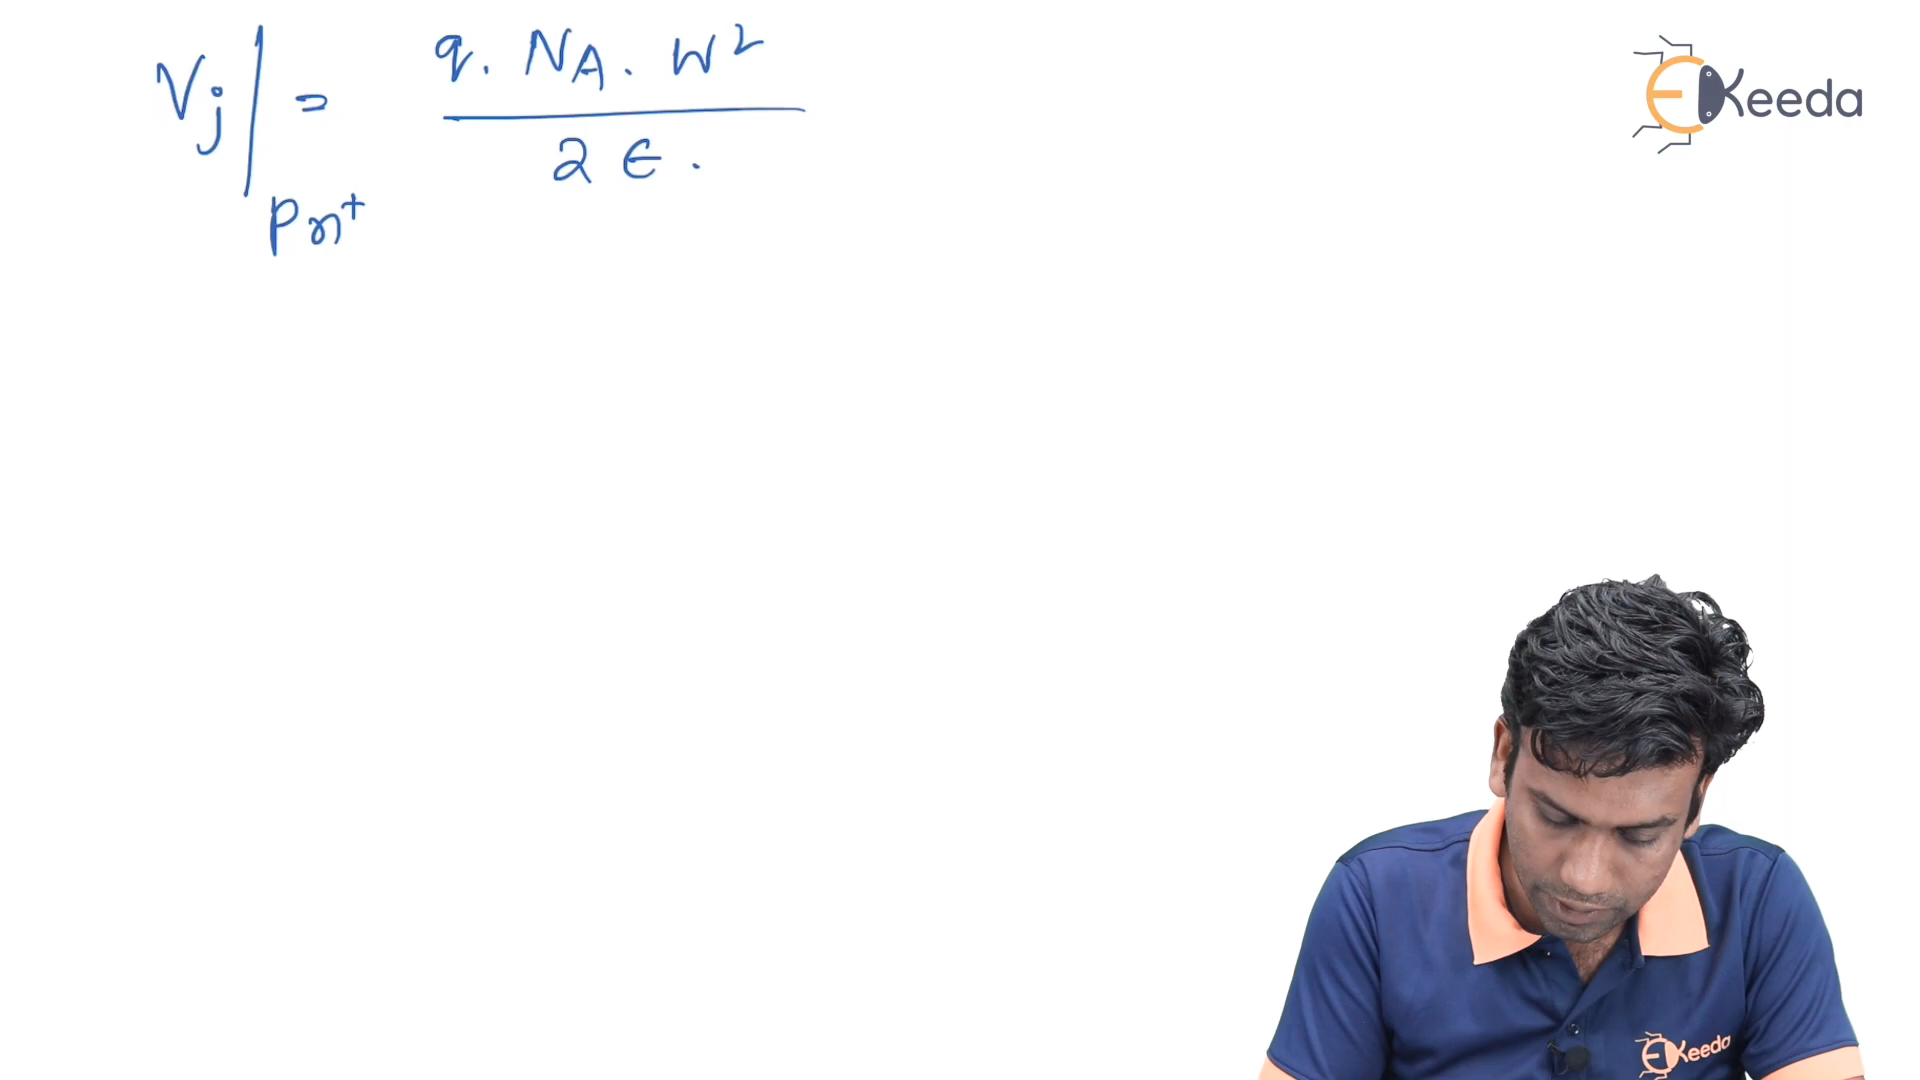 Vj | = q. NA. W²
2 ∈ .
pn⁺
EKeeda
EKeeda